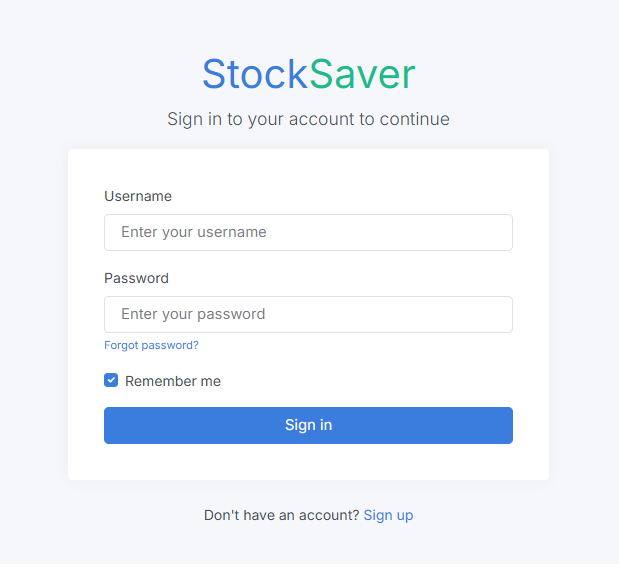 StockSaver
Sign in to your account to continue
Username
Enter your username
Password
Enter your password
Forgot password?
Remember me
Sign in
Don't have an account? Sign up